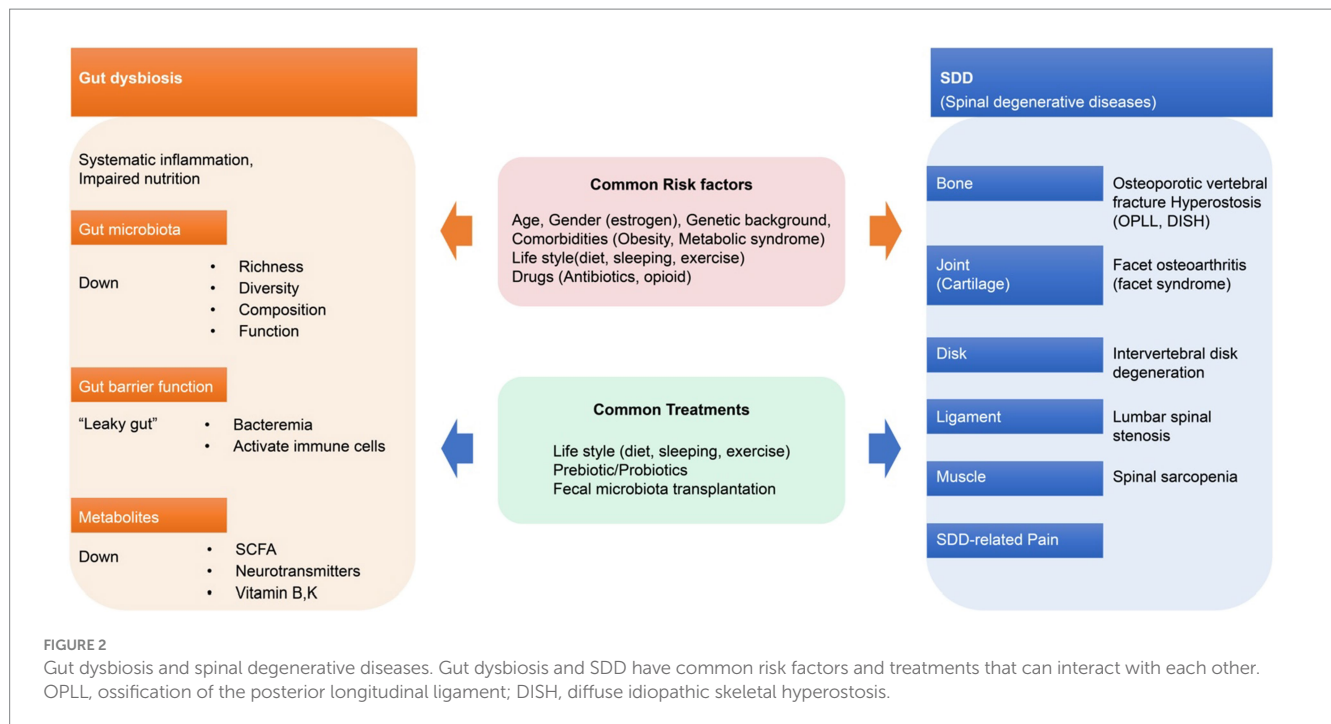 Gut dysbiosis
Systematic inflammation,
Impaired nutrition
Gut microbiota
Down
• Richness
• Diversity
• Composition
• Function
Gut barrier function
“Leaky gut”
• Bacteremia
• Activate immune cells
Metabolites
Down
• SCFA
• Neurotransmitters
• Vitamin B,K
Common Risk factors
Age, Gender (estrogen), Genetic background,
Comorbidities (Obesity, Metabolic syndrome)
Life style(diet, sleeping, exercise)
Drugs (Antibiotics, opioid)
Common Treatments
Life style (diet, sleeping, exercise)
Prebiotic/Probiotics
Fecal microbiota transplantation
SDD
(Spinal degenerative diseases)
Bone
Osteoporotic vertebral
fracture Hyperostosis
(OPLL, DISH)
Joint
(Cartilage)
Facet osteoarthritis
(facet syndrome)
Disk
Intervertebral disk
degeneration
Ligament
Lumbar spinal
stenosis
Muscle
Spinal sarcopenia
SDD-related Pain
FIGURE 2
Gut dysbiosis and spinal degenerative diseases. Gut dysbiosis and SDD have common risk factors and treatments that can interact with each other.
OPLL, ossification of the posterior longitudinal ligament; DISH, diffuse idiopathic skeletal hyperostosis.